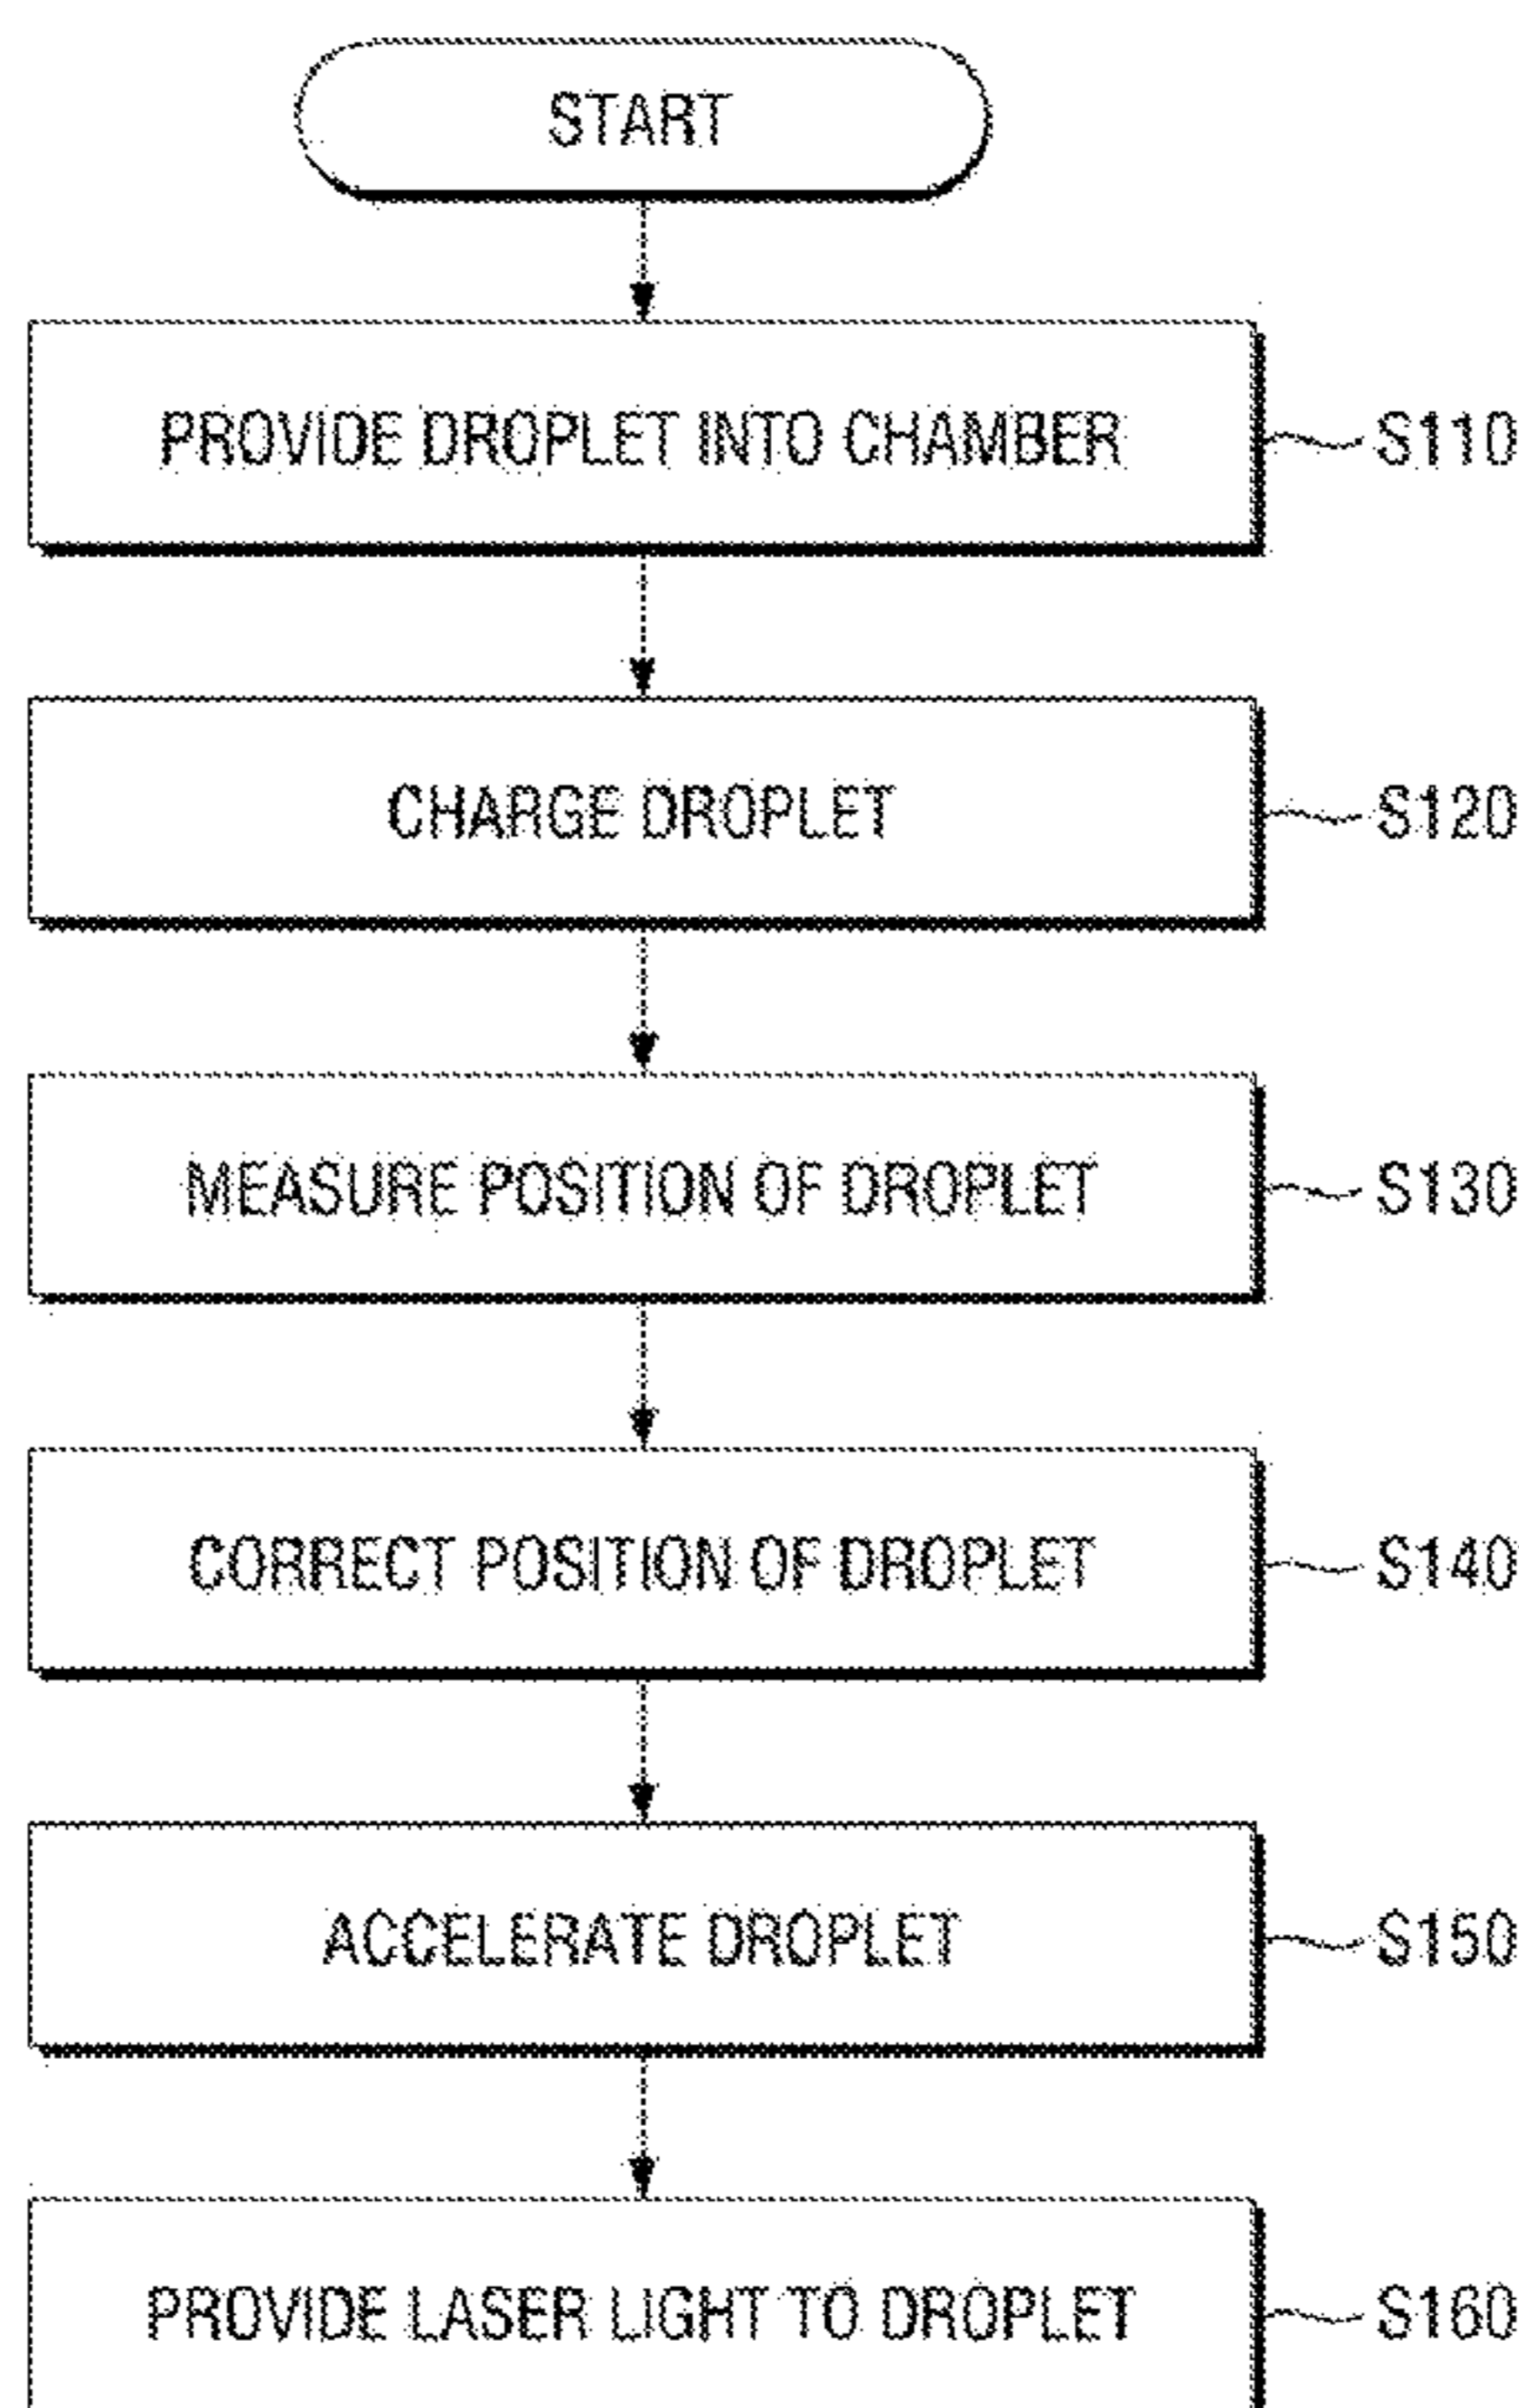 START
PROVIDE DROPLET INTO CHAMBER
S110
CHARGE DROPLET
S120
MEASURE POSITION OF DROPLET
S130
CORRECT POSITION OF DROPLET
S140
ACCELERATE DROPLET
S150
PROVIDE LASER LIGHT TO DROPLET
S160